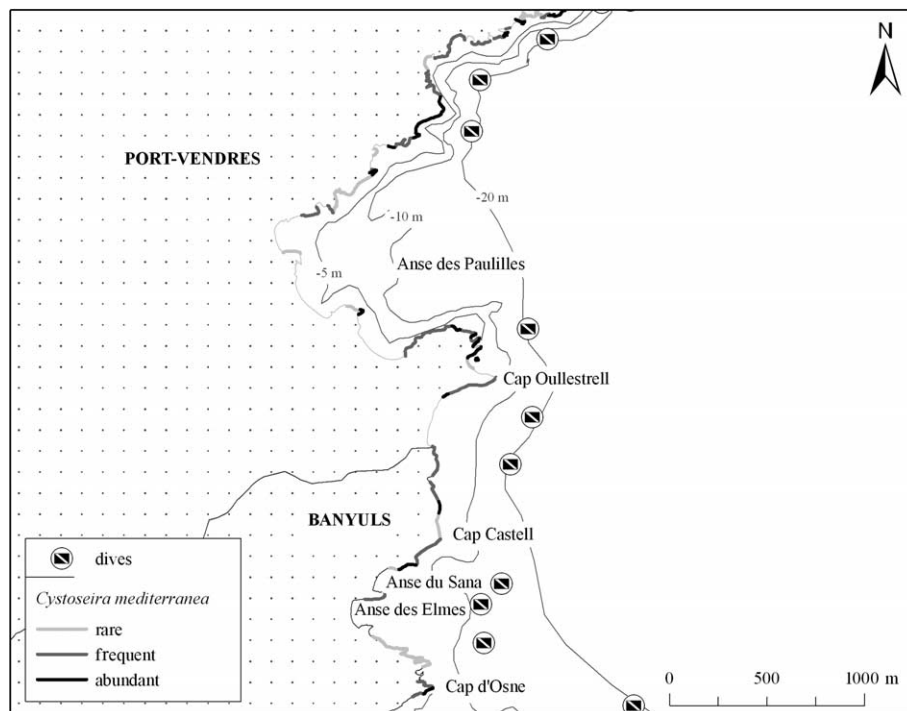 N
PORT-VENDRES
-20 m
-10 m
Anse des Paulilles
-5 m
Cap Oullestrell
BANYULS
Cap Castell
Anse du Sana
Anse des Elmes
Cap d'Osne
dives
Cystoseira mediterranea
rare
frequent
abundant
0 500 1000 m